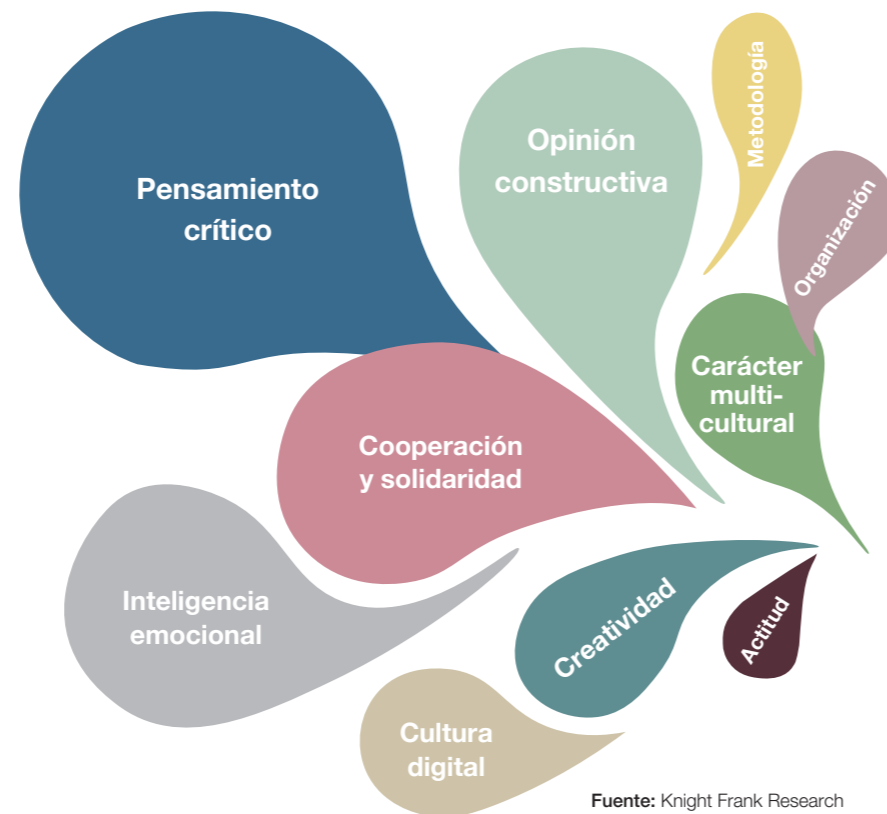 Pensamiento
crítico
Opinión
constructiva
Metodología
Organización
Carácter
multi-
cultural
Cooperación
y solidaridad
Inteligencia
emocional
Creatividad
Actitud
Cultura
digital
Fuente: Knight Frank Research